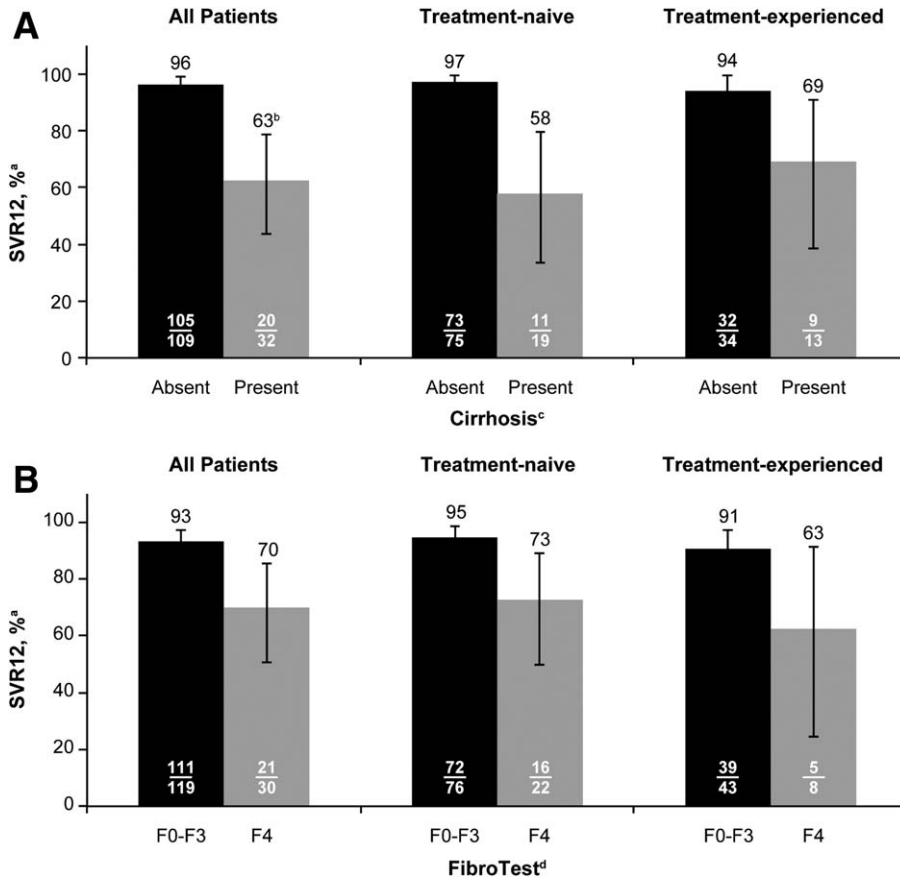 A
All Patients Treatment-naive Treatment-experienced
SVR12, %ᵃ
100
80
60
40
20
0
96 63ᵇ 97 58 94 69
105 20 73 11 32 9
109 32 75 19 34 13
Absent Present Absent Present Absent Present
Cirrhosisᶜ
B
All Patients Treatment-naive Treatment-experienced
SVR12, %ᵃ
100
80
60
40
20
0
93 70 95 73 91 63
111 21 72 16 39 5
119 30 76 22 43 8
F0-F3 F4 F0-F3 F4 F0-F3 F4
FibroTestᵈ